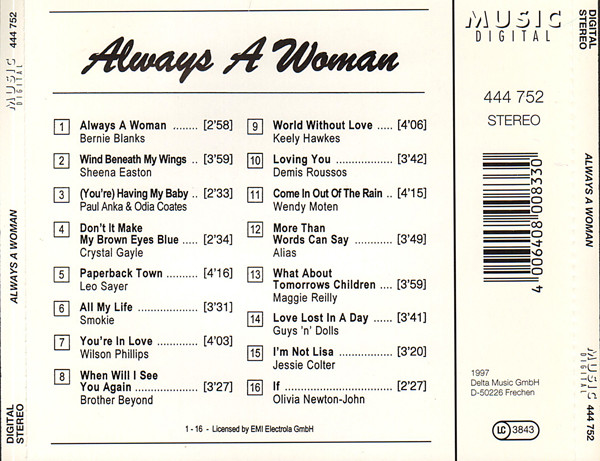 Always A Woman
1 Always A Woman ........ [2'58]
Bernie Blanks
2 Wind Beneath My Wings .. [3'59]
Sheena Easton
3 (You're) Having My Baby .. [2'33]
Paul Anka & Odia Coates
4 Don't It Make
My Brown Eyes Blue ..... [2'34]
Crystal Gayle
5 Paperback Town ........ [4'16]
Leo Sayer
6 All My Life ............... [3'31]
Smokie
7 You're In Love ........... [4'03]
Wilson Phillips
8 When Will I See
You Again ............... [3'27]
Brother Beyond
9 World Without Love ..... [4'06]
Keely Hawkes
10 Loving You .............. [3'42]
Demis Roussos
11 Come In Out Of The Rain .. [4'15]
Wendy Moten
12 More Than
Words Can Say .......... [3'49]
Alias
13 What About
Tomorrows Children .... [3'59]
Maggie Reilly
14 Love Lost In A Day ..... [3'41]
Guys 'n' Dolls
15 I'm Not Lisa ............. [3'20]
Jessie Colter
16 If ........................ [2'27]
Olivia Newton-John
1 - 16 - Licensed by EMI Electrola GmbH
MUSIC
DIGITAL
444 752
STEREO
4 006408 008330
1997
Delta Music GmbH
D-50226 Frechen
LC 3843
MUSIC
DIGITAL
444 752
ALWAYS A WOMAN
DIGITAL
STEREO
DIGITAL
STEREO
ALWAYS A WOMAN
MUSIC
DIGITAL
444 752